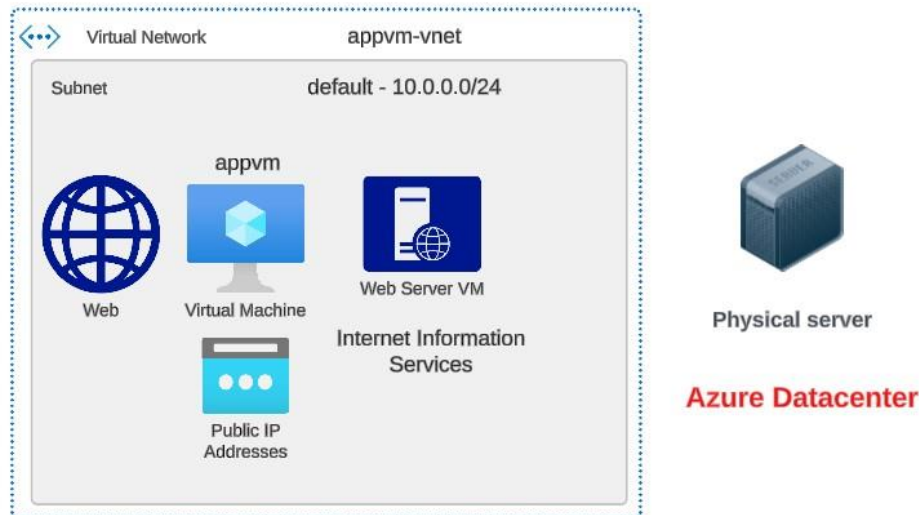 Virtual Network
appvm-vnet
Subnet
default - 10.0.0.0/24
appvm
Web
Virtual Machine
Web Server VM
Internet Information
Services
Public IP
Addresses
SERVER
Physical server
Azure Datacenter